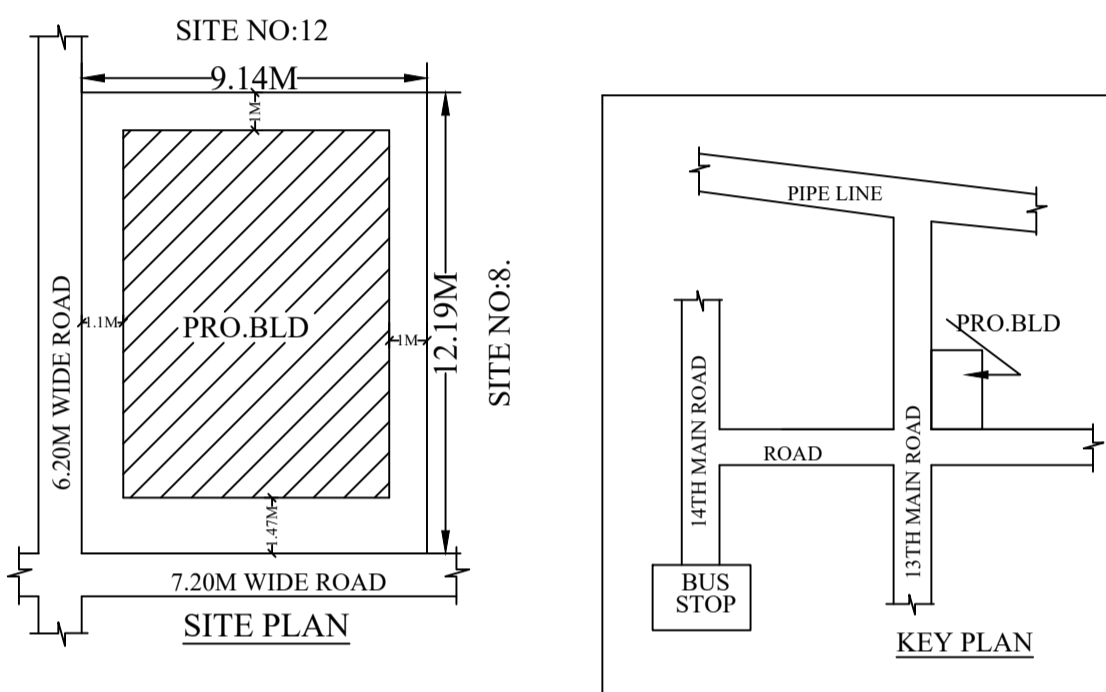 SITE NO:12
9.14M
1M
6.20M WIDE ROAD
1.1M
PRO.BLD
1M
12.19M
SITE NO:8.
1.47M
7.20M WIDE ROAD
SITE PLAN
PIPE LINE
PRO.BLD
14TH MAIN ROAD
ROAD
13TH MAIN ROAD
BUS
STOP
KEY PLAN